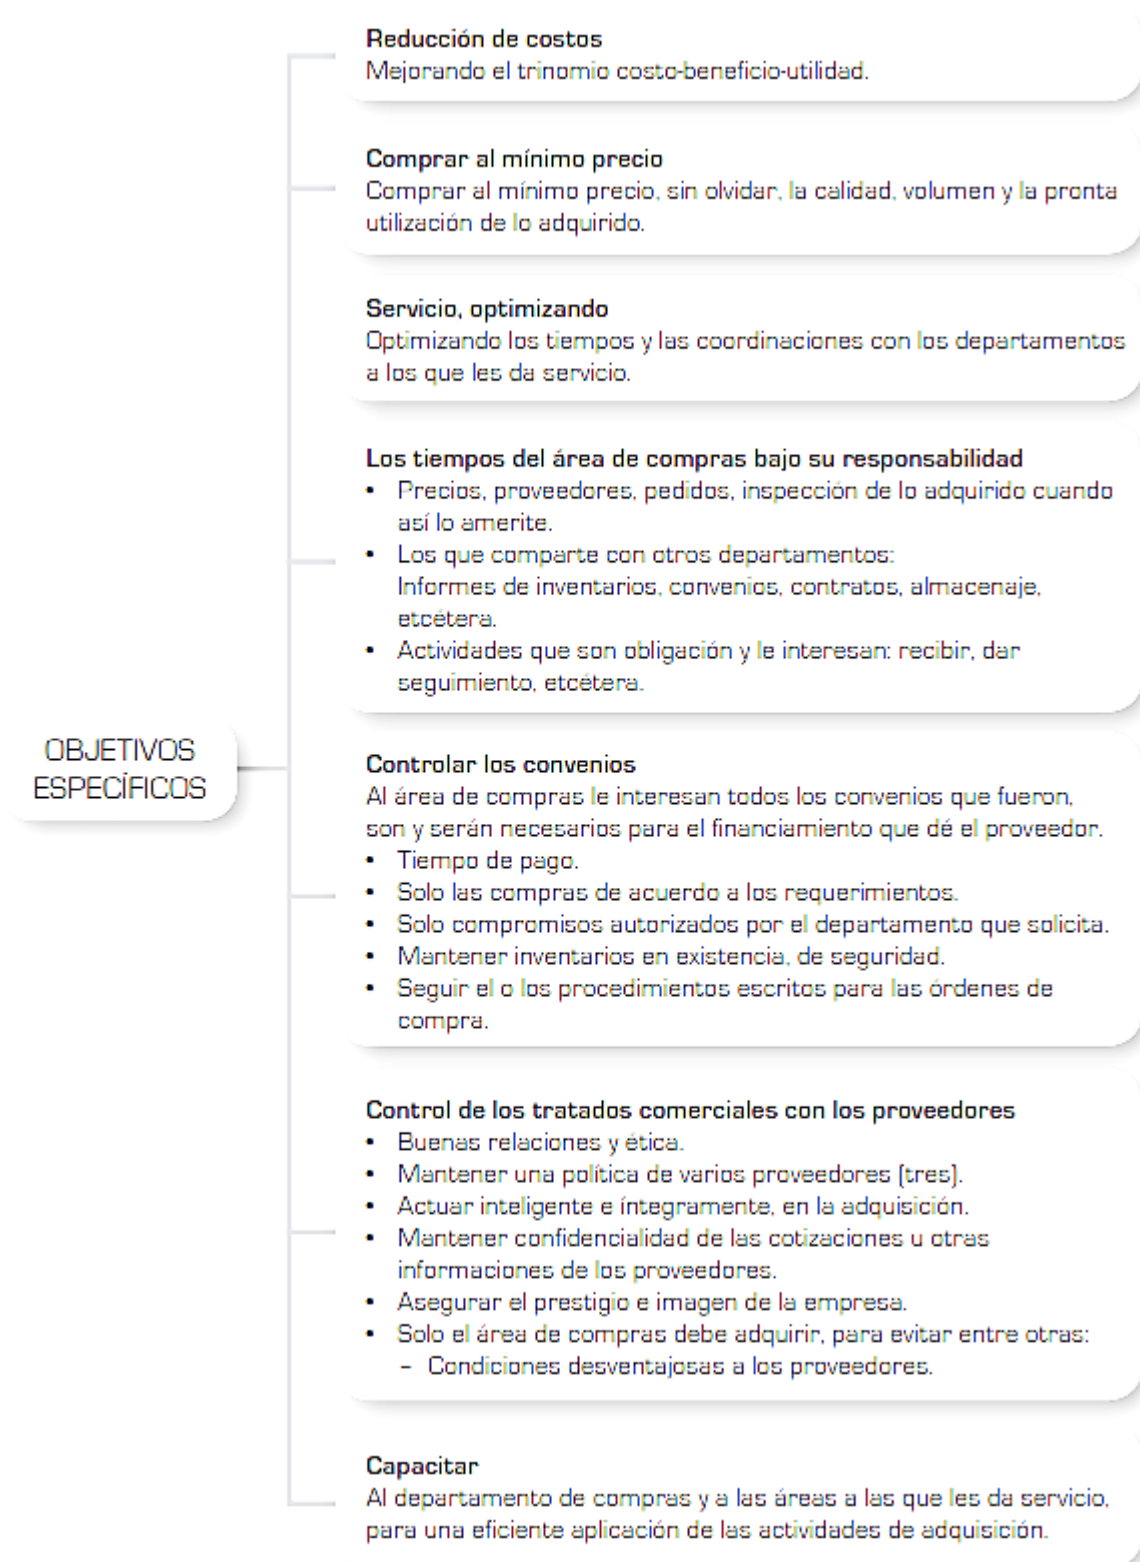 Reducción de costos
Mejorando el trinomio costo-beneficio-utilidad.
Comprar al mínimo precio
Comprar al mínimo precio, sin olvidar, la calidad, volumen y la pronta
utilización de lo adquirido.
Servicio, optimizando
Optimizando los tiempos y las coordinaciones con los departamentos
a los que les da servicio.
Los tiempos del área de compras bajo su responsabilidad
• Precios, proveedores, pedidos, inspección de lo adquirido cuando
así lo amerite.
• Los que comparte con otros departamentos:
Informes de inventarios, convenios, contratos, almacenaje,
etcétera.
• Actividades que son obligación y le interesan: recibir, dar
seguimiento, etcétera.
OBJETIVOS
ESPECÍFICOS
Controlar los convenios
Al área de compras le interesan todos los convenios que fueron,
son y serán necesarios para el financiamiento que dé el proveedor.
• Tiempo de pago.
• Solo las compras de acuerdo a los requerimientos.
• Solo compromisos autorizados por el departamento que solicita.
• Mantener inventarios en existencia, de seguridad.
• Seguir el o los procedimientos escritos para las órdenes de
compra.
Control de los tratados comerciales con los proveedores
• Buenas relaciones y ética.
• Mantener una política de varios proveedores (tres).
• Actuar inteligente e íntegramente, en la adquisición.
• Mantener confidencialidad de las cotizaciones u otras
informaciones de los proveedores.
• Asegurar el prestigio e imagen de la empresa.
• Solo el área de compras debe adquirir, para evitar entre otras:
– Condiciones desventajosas a los proveedores.
Capacitar
Al departamento de compras y a las áreas a las que les da servicio,
para una eficiente aplicación de las actividades de adquisición.